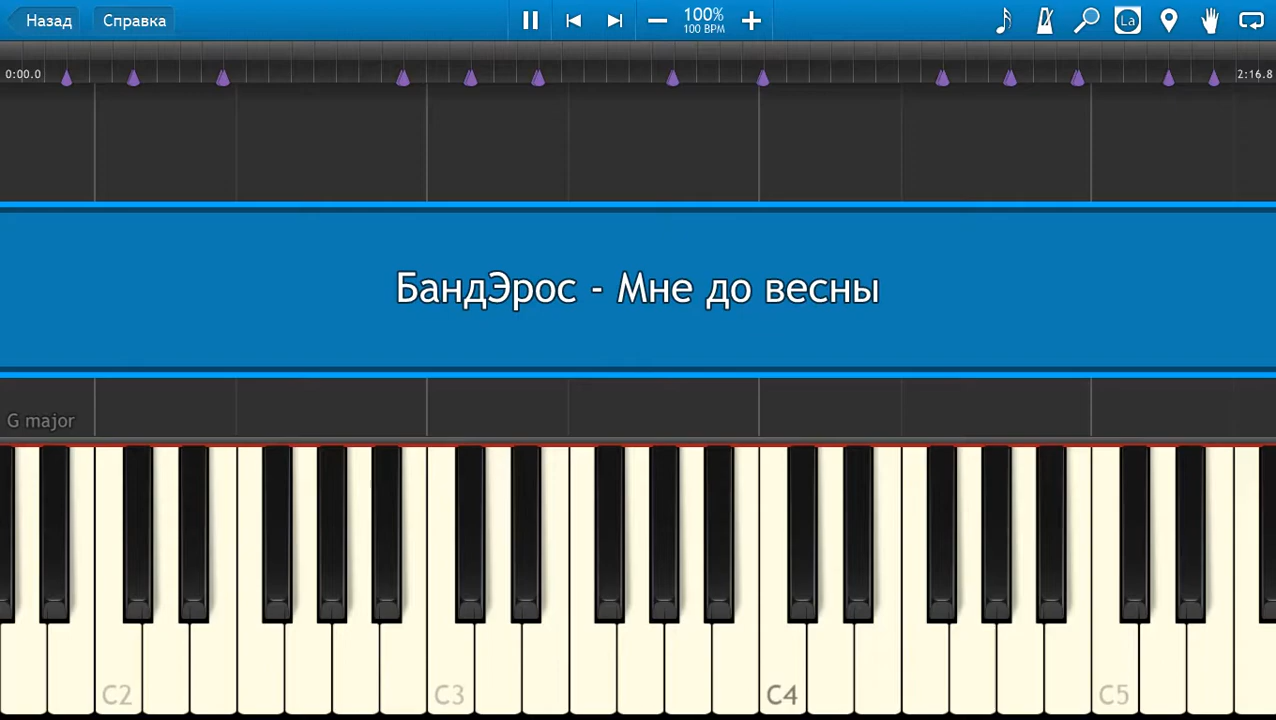 Назад Справка 100% La
100 BPM
0:00.0 2:16.8
БандЭрос - Мне до весны
G major
C2 C3 C4 C5